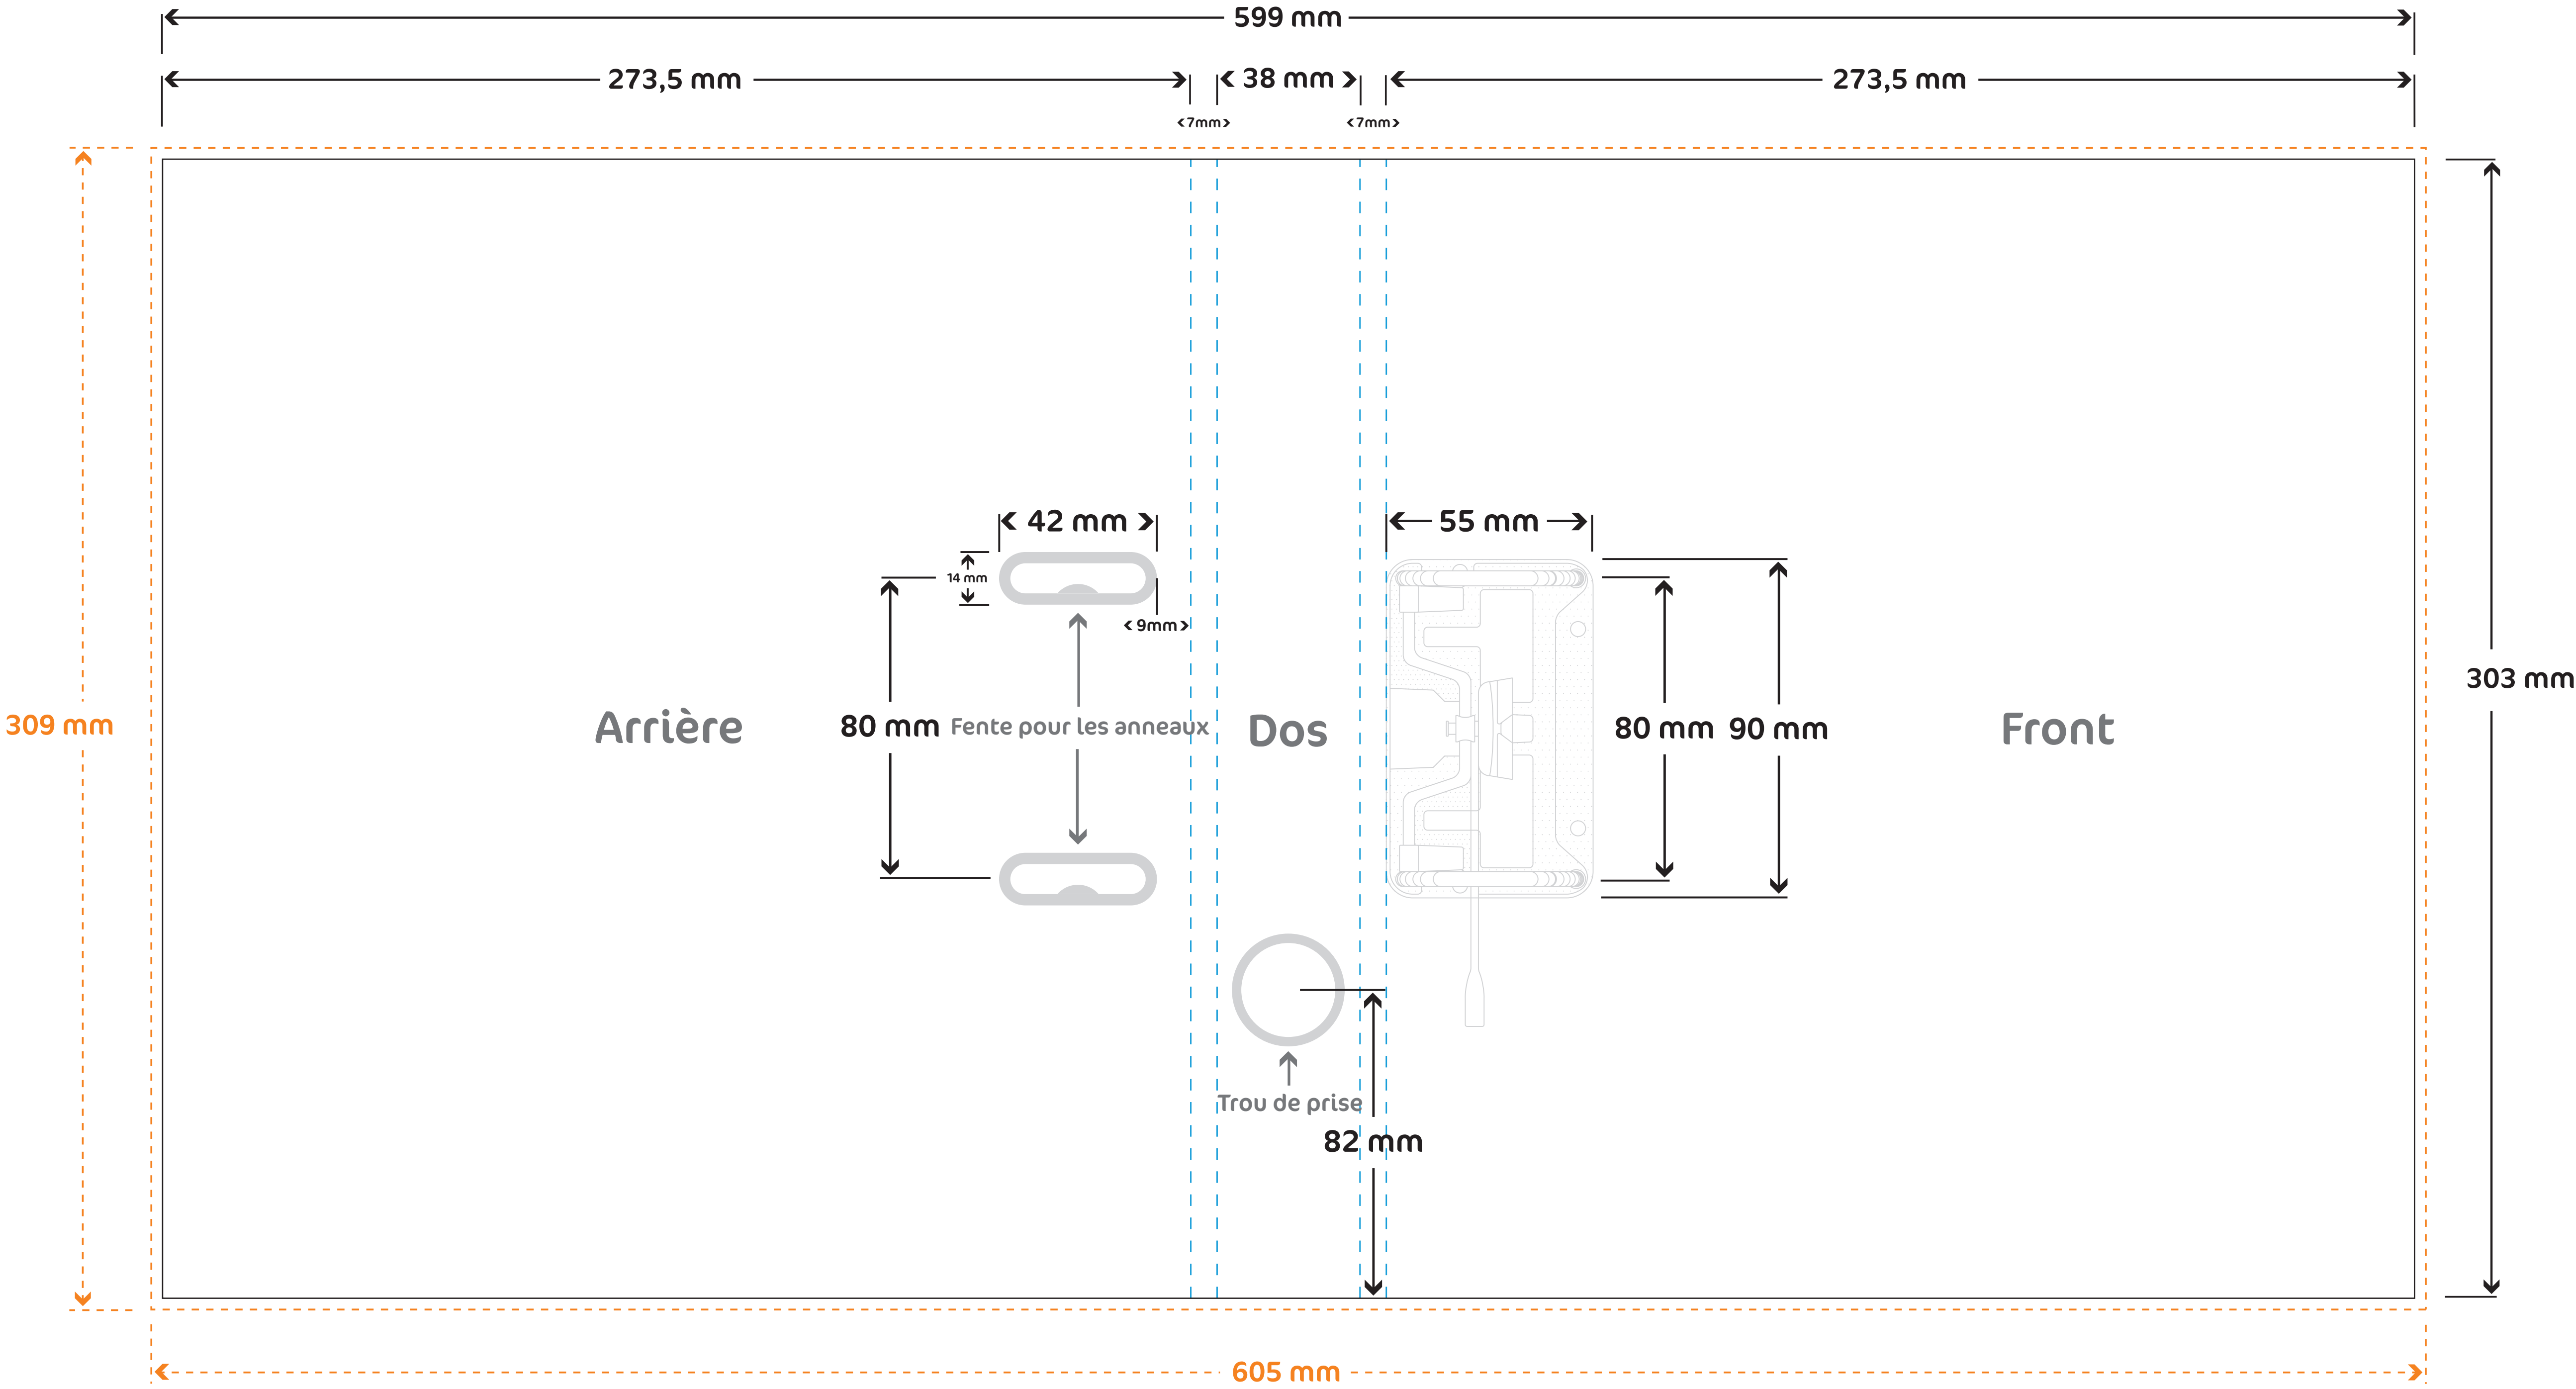 599 mm
273,5 mm
38 mm
273,5 mm
7mm
7mm
42 mm
55 mm
14 mm
9mm
303 mm
309 mm
Arrière
80 mm
Fente pour les anneaux
Dos
80 mm
90 mm
Front
Trou de prise
82 mm
605 mm